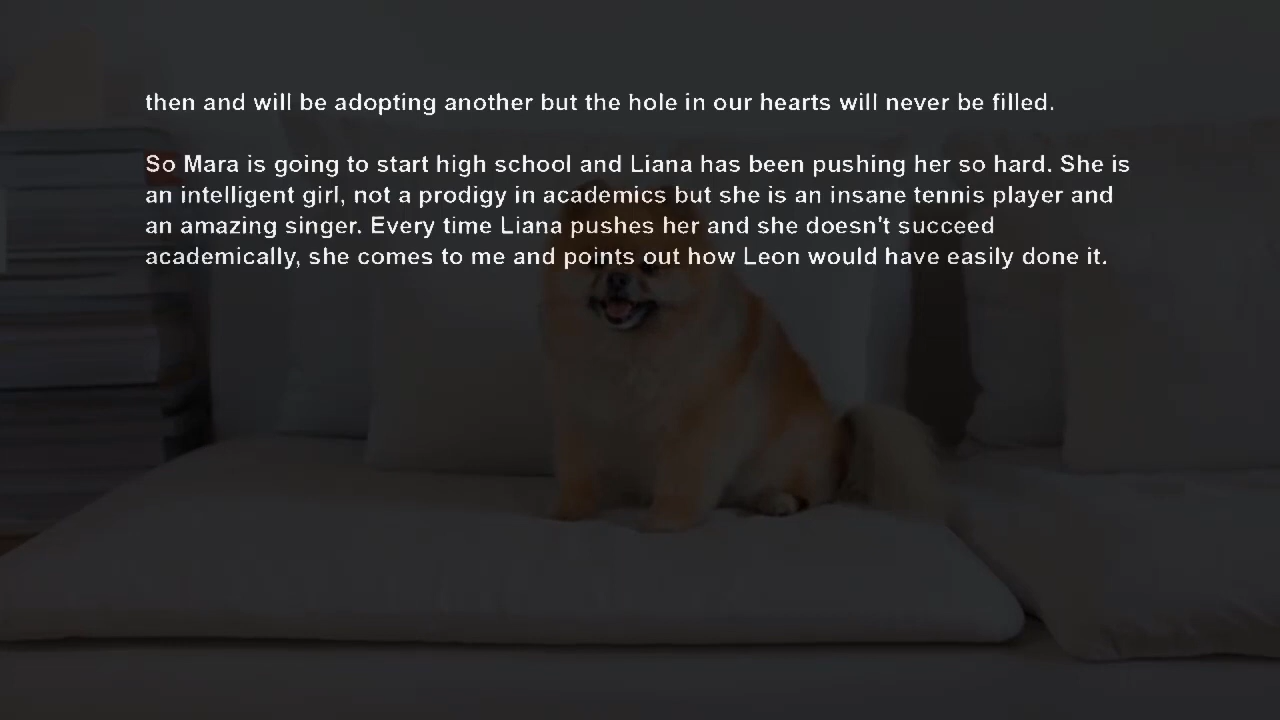 then and will be adopting another but the hole in our hearts will never be filled.
So Mara is going to start high school and Liana has been pushing her so hard. She is
an intelligent girl, not a prodigy in academics but she is an insane tennis player and
an amazing singer. Every time Liana pushes her and she doesn't succeed
academically, she comes to me and points out how Leon would have easily done it.